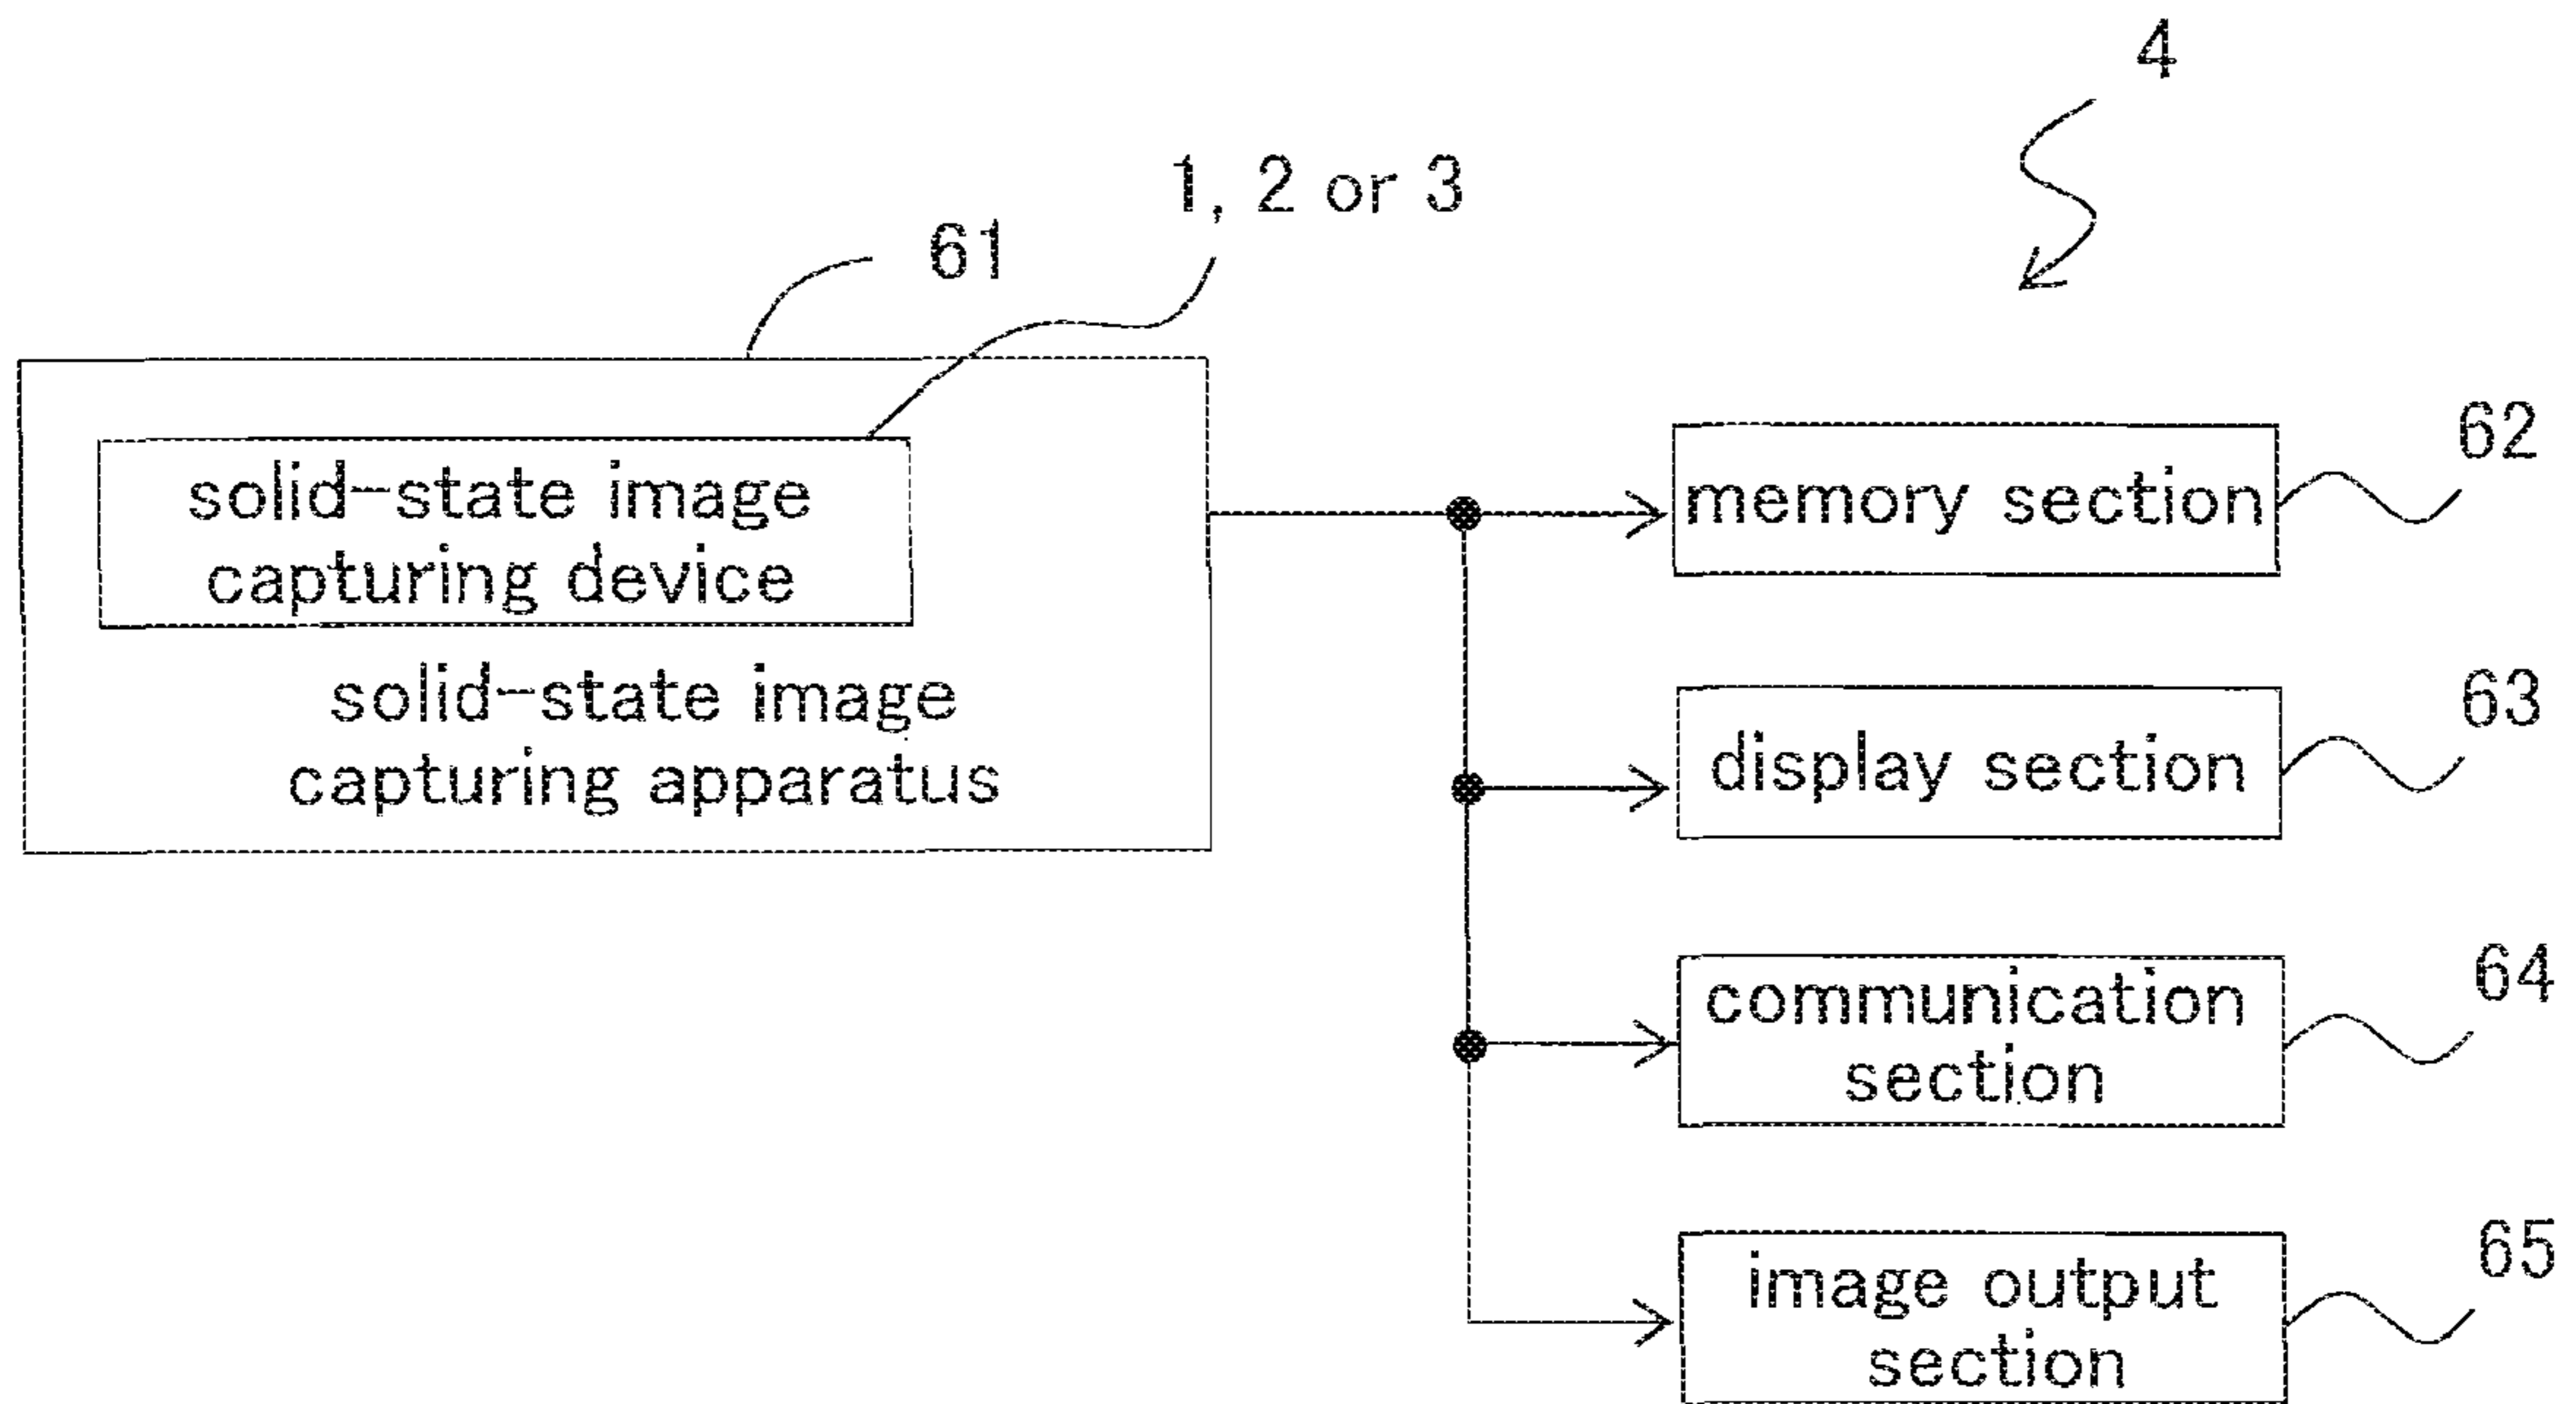 4
1, 2 or 3
61
solid-state image
capturing device
solid-state image
capturing apparatus
62
memory section
63
display section
64
communication
section
65
image output
section